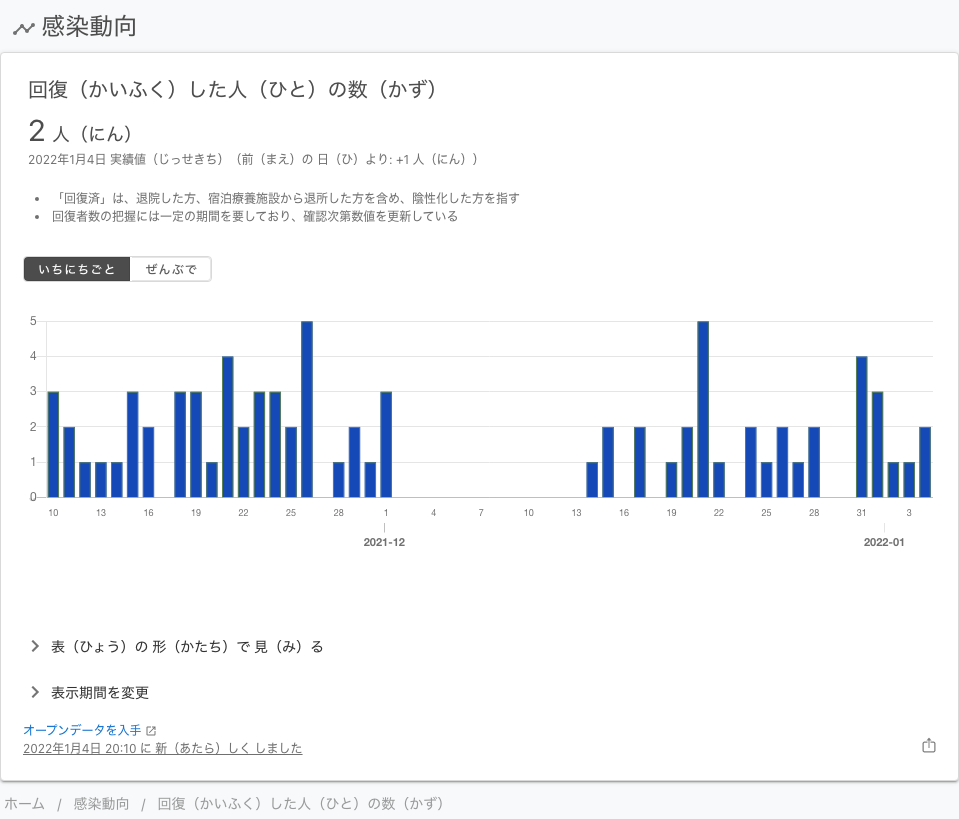 感染動向
回復（かいふく）した人（ひと）の数（かず）
2 人（にん）
2022年1月4日 実績値（じっせきち）（前（まえ）の 日（ひ）より: +1 人（にん））
「回復済」は、退院した方、宿泊療養施設から退所した方を含め、陰性化した方を指す
回復者数の把握には一定の期間を要しており、確認次第数値を更新している
いちにちごと ぜんぶで
5
4
3
2
1
0
10 13 16 19 22 25 28 1 4 7 10 13 16 19 22 25 28 31 3
2021-12 2022-01
表（ひょう）の 形（かたち）で 見（み）る
表示期間を変更
オープンデータを入手
2022年1月4日 20:10 に 新（あたら）しく しました
ホーム / 感染動向 / 回復（かいふく）した人（ひと）の数（かず）